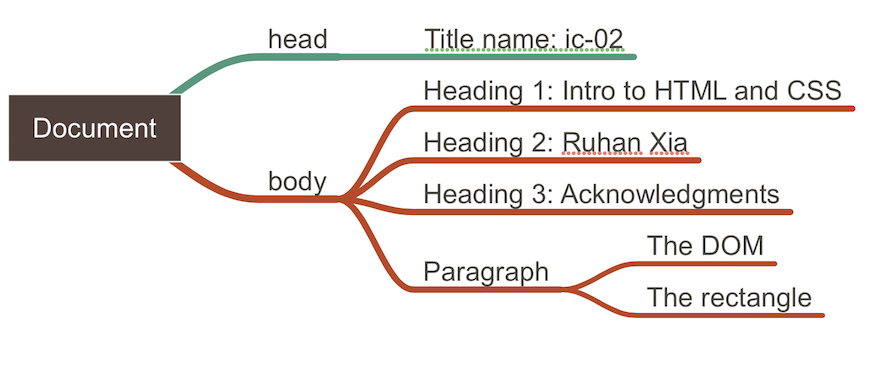 Document
head
Title name: ic-02
body
Heading 1: Intro to HTML and CSS
Heading 2: Ruhan Xia
Heading 3: Acknowledgments
Paragraph
The DOM
The rectangle